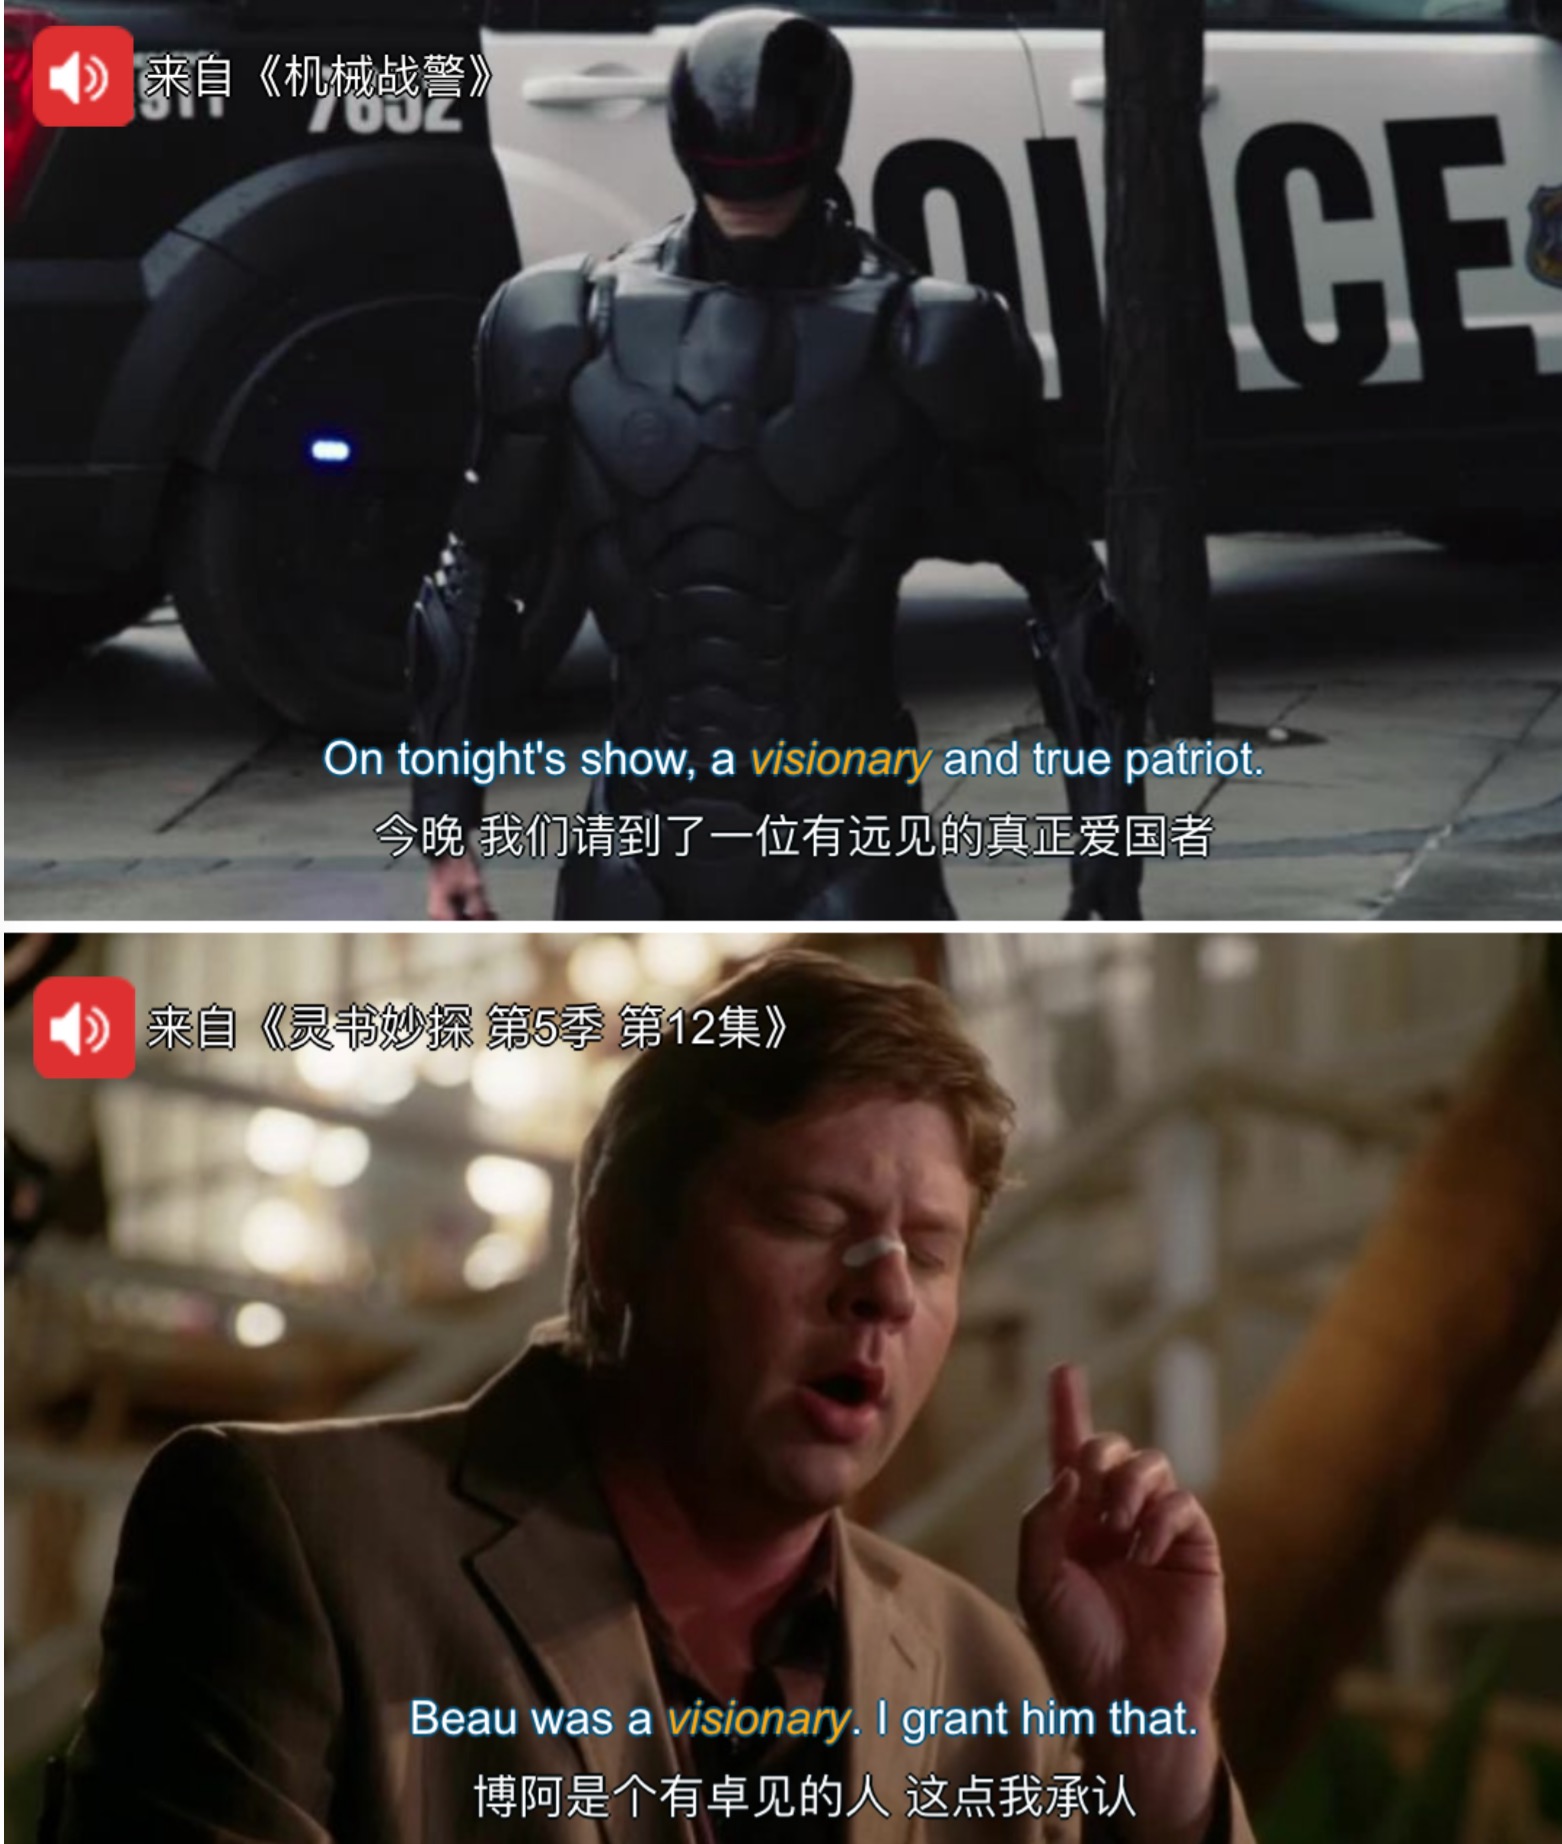 来自《机械战警》
7652
POLICE
On tonight's show, a visionary and true patriot.
今晚 我们请到了一位有远见的真正爱国者
来自《灵书妙探 第5季 第12集》
Beau was a visionary. I grant him that.
博阿是个有卓见的人 这点我承认